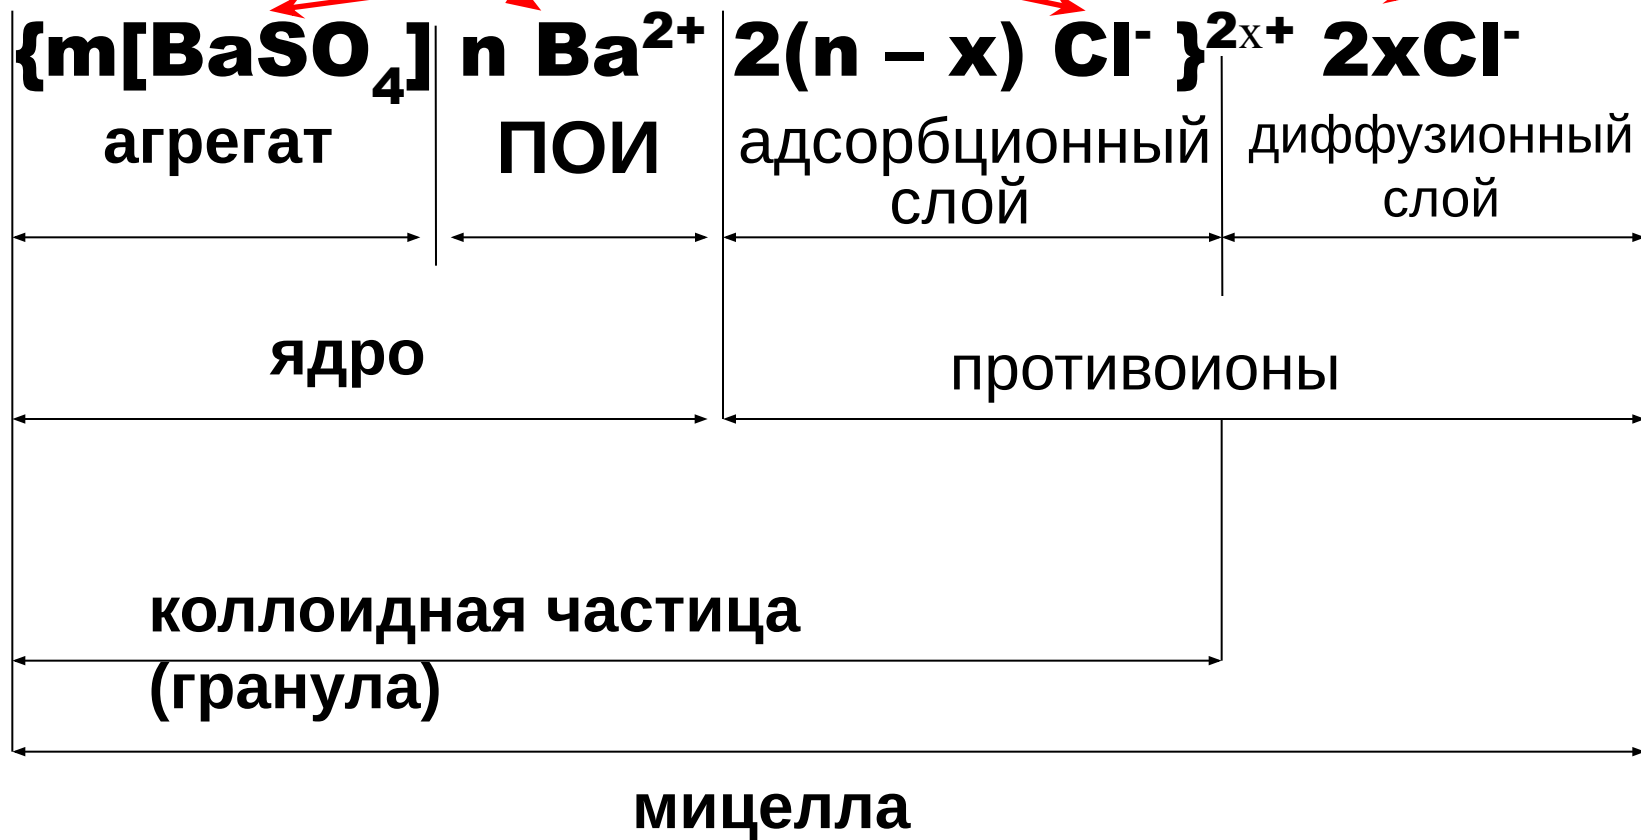 {m[BaSO₄] n Ba²⁺ 2(n – x) Cl⁻ }²ˣ⁺ 2xCl⁻
агрегат ПОИ адсорбционный диффузионный
слой слой
ядро противоионы
коллоидная частица
(гранула)
мицелла